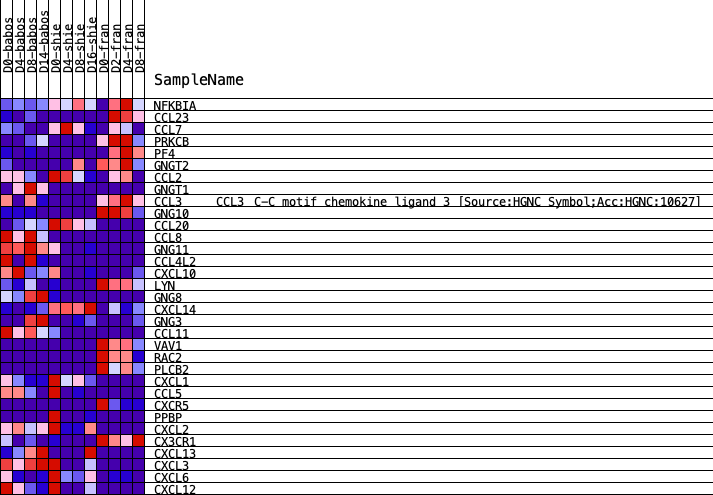 D0-babos
D4-babos
D8-babos
D14-babos
D0-shie
D4-shie
D8-shie
D16-shie
D0-fran
D2-fran
D4-fran
D8-fran
SampleName
NFKBIA
CCL23
CCL7
PRKCB
PF4
GNGT2
CCL2
GNGT1
CCL3 CCL3 C-C motif chemokine ligand 3 [Source:HGNC Symbol;Acc:HGNC:10627]
GNG10
CCL20
CCL8
GNG11
CCL4L2
CXCL10
LYN
GNG8
CXCL14
GNG3
CCL11
VAV1
RAC2
PLCB2
CXCL1
CCL5
CXCR5
PPBP
CXCL2
CX3CR1
CXCL13
CXCL3
CXCL6
CXCL12